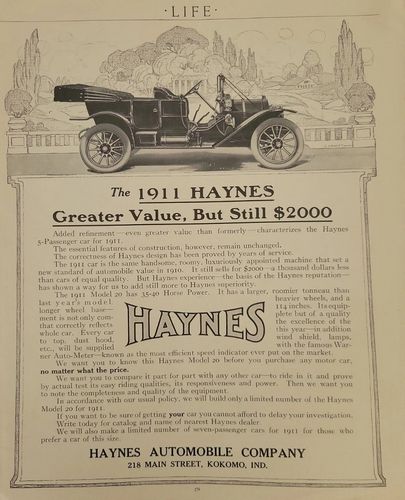 · LIFE ·
The 1911 HAYNES
Greater Value, But Still $2000
Added refinement—even greater value than formerly—characterizes the Haynes
5-Passenger car for 1911.
The essential features of construction, however, remain unchanged.
The correctness of Haynes design has been proved by years of service.
The 1911 car is the same handsome, roomy, luxuriously appointed machine that set a
new standard of automobile value in 1910. It still sells for $2000—a thousand dollars less
than cars of equal quality. But Haynes experience—the basis of the Haynes reputation—
has shown a way for us to add still more to Haynes superiority.
The 1911 Model 20 has 35-40 Horse Power. It has a larger, roomier tonneau than
last year's model heavier wheels, and a
longer wheel base— 114 inches. Its equip-
ment is not only com- plete but of a quality
that correctly reflects the excellence of the
whole car. Every car this year—in addition
to top, dust hood, wind shield, lamps,
etc., will be supplied with the famous War-
ner Auto-Meter—known as the most efficient speed indicator ever put on the market.
HAYNES
We want you to know this Haynes Model 20 before you purchase any motor car,
no matter what the price.
We want you to compare it part for part with any other car—to ride in it and prove
by actual test its easy riding qualities, its responsiveness and power. Then we want you
to note the completeness and quality of the equipment.
In accordance with our usual policy, we will build only a limited number of the Haynes
Model 20 for 1911.
If you want to be sure of getting your car you cannot afford to delay your investigation.
Write today for catalog and name of nearest Haynes dealer.
We will also make a limited number of seven-passenger cars for 1911 for those who
prefer a car of this size.
HAYNES AUTOMOBILE COMPANY
218 MAIN STREET, KOKOMO, IND.